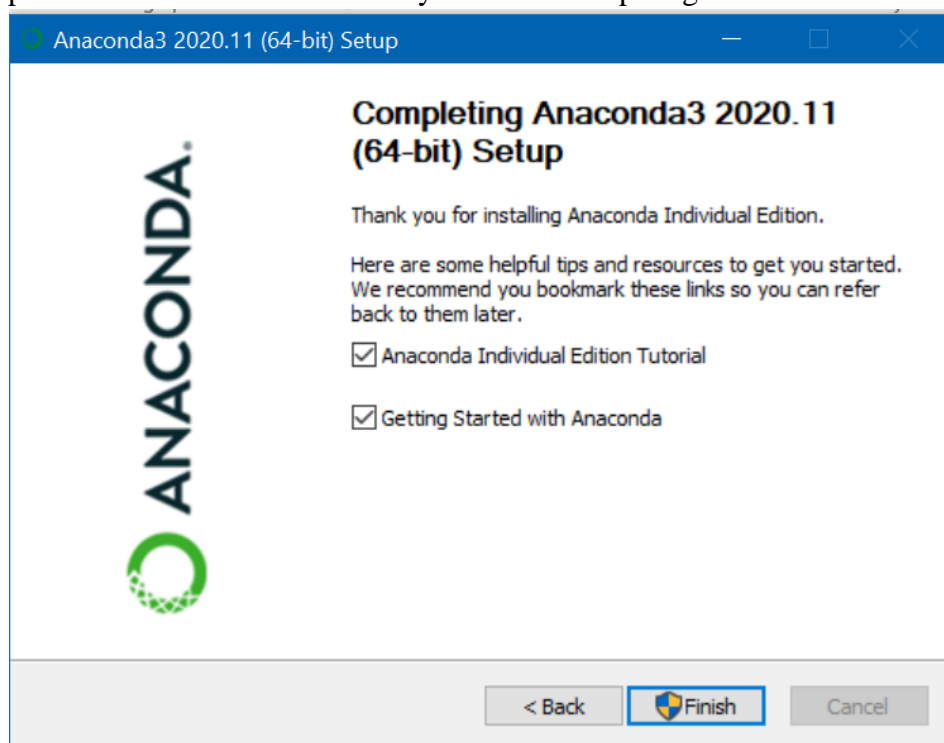 Anaconda3 2020.11 (64-bit) Setup
Completing Anaconda3 2020.11
(64-bit) Setup
Thank you for installing Anaconda Individual Edition.
Here are some helpful tips and resources to get you started.
We recommend you bookmark these links so you can refer
back to them later.
Anaconda Individual Edition Tutorial
Getting Started with Anaconda
ANACONDA.
< Back
Finish
Cancel